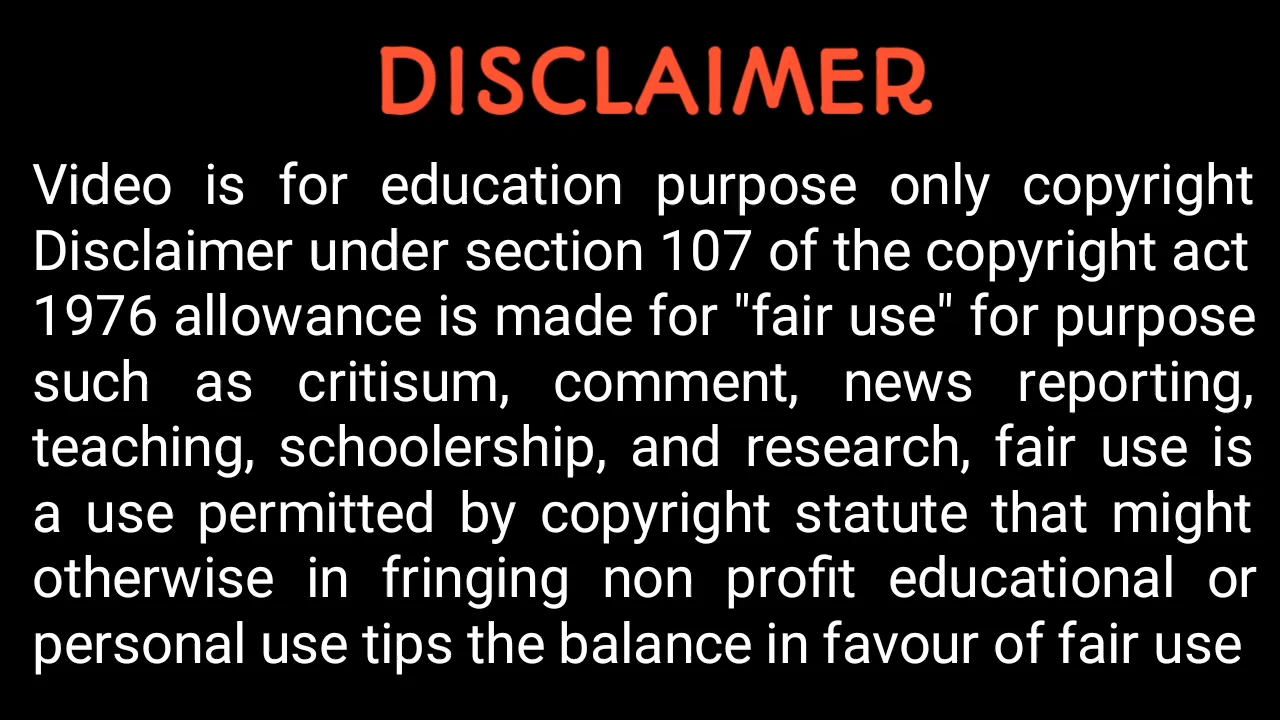 DISCLAIMER
Video is for education purpose only copyright
Disclaimer under section 107 of the copyright act
1976 allowance is made for "fair use" for purpose
such as critisum, comment, news reporting,
teaching, schoolership, and research, fair use is
a use permitted by copyright statute that might
otherwise in fringing non profit educational or
personal use tips the balance in favour of fair use